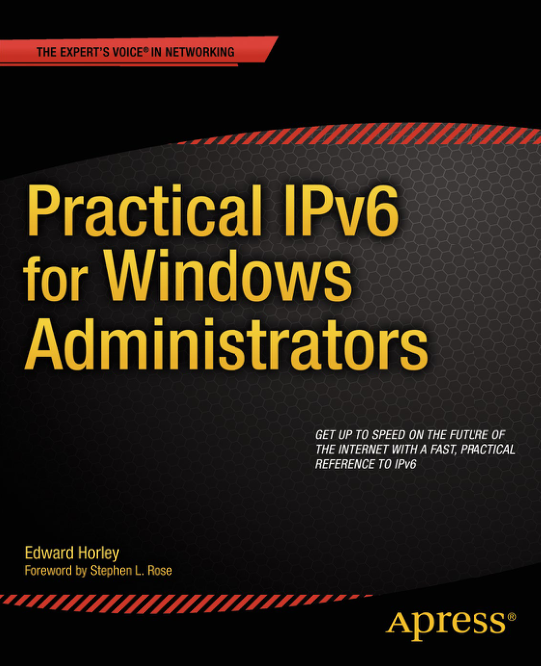 THE EXPERT'S VOICE® IN NETWORKING
Practical IPv6
for Windows
Administrators
GET UP TO SPEED ON THE FUTURE OF
THE INTERNET WITH A FAST, PRACTICAL
REFERENCE TO IPv6
Edward Horley
Foreword by Stephen L. Rose
Apress®